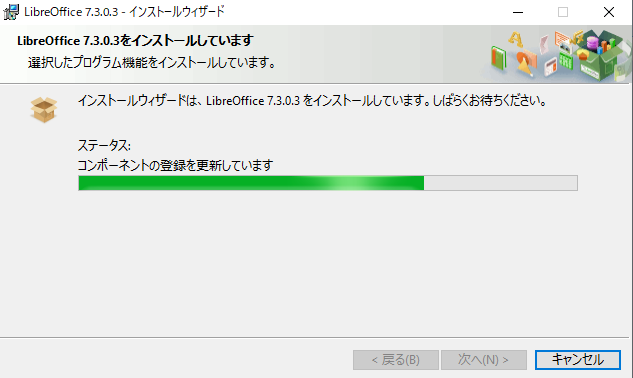 LibreOffice 7.3.0.3 - インストールウィザード
LibreOffice 7.3.0.3をインストールしています
選択したプログラム機能をインストールしています。
インストールウィザードは、LibreOffice 7.3.0.3 をインストールしています。しばらくお待ちください。
ステータス:
コンポーネントの登録を更新しています
< 戻る(B)
次へ(N) >
キャンセル